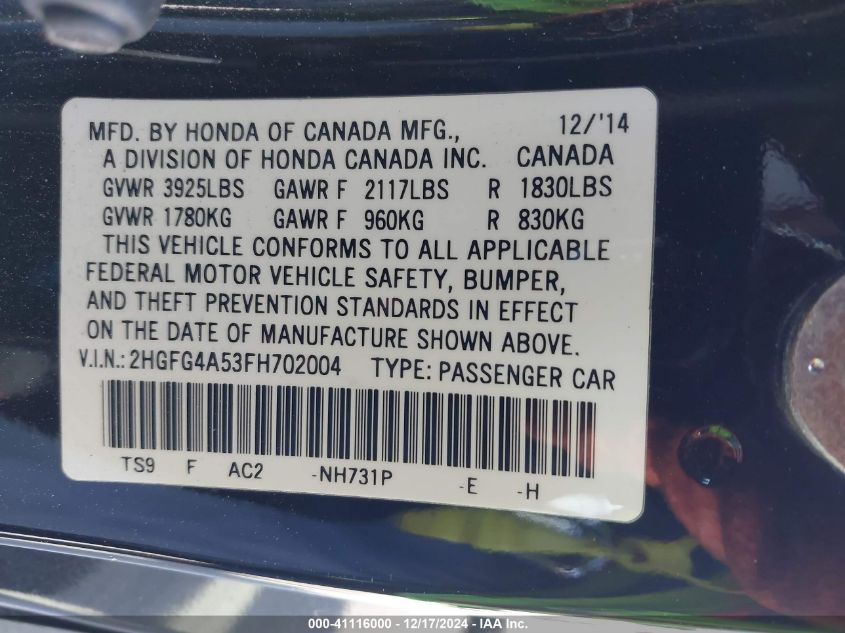 MFD. BY HONDA OF CANADA MFG., 12/'14
A DIVISION OF HONDA CANADA INC. CANADA
GVWR 3925LBS GAWR F 2117LBS R 1830LBS
GVWR 1780KG GAWR F 960KG R 830KG
THIS VEHICLE CONFORMS TO ALL APPLICABLE
FEDERAL MOTOR VEHICLE SAFETY, BUMPER,
AND THEFT PREVENTION STANDARDS IN EFFECT
ON THE DATE OF MANUFACTURE SHOWN ABOVE.
V.I.N.: 2HGFG4A53FH702004 TYPE: PASSENGER CAR
TS9 F AC2 -NH731P -E -H
000-41116000 - 12/17/2024 - IAA Inc.